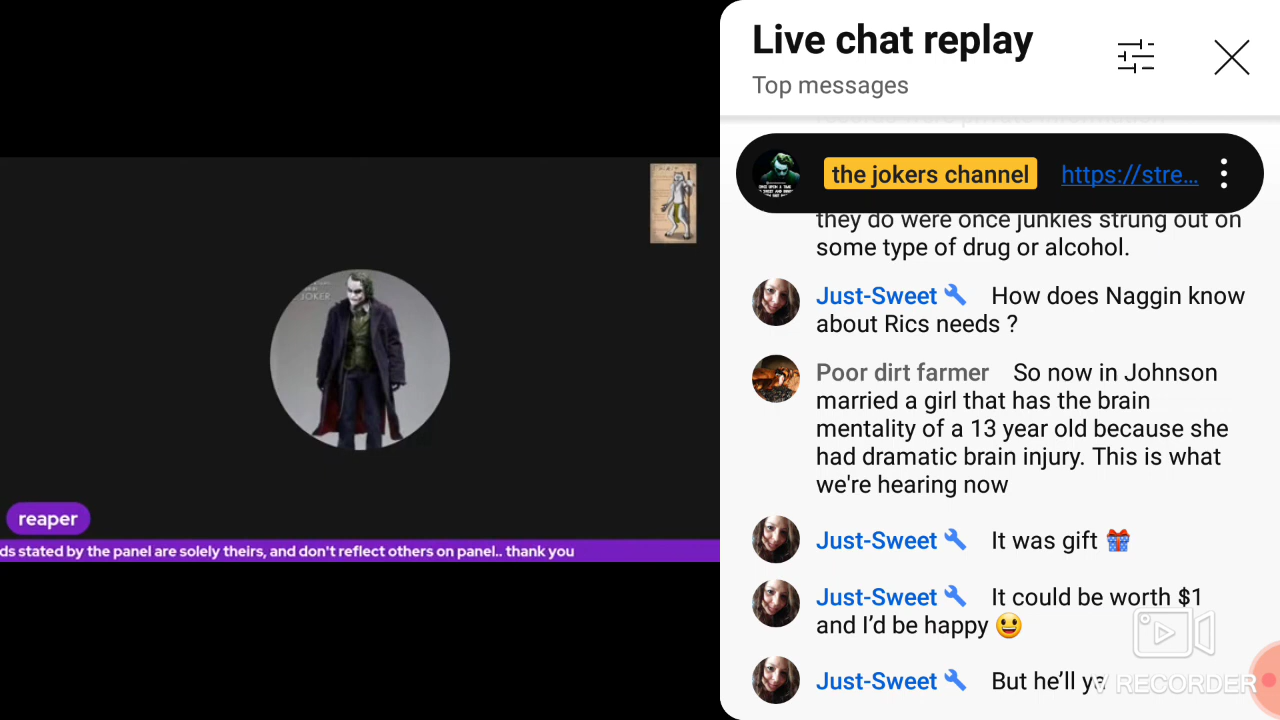 Live chat replay
Top messages
the jokers channel https://stre...
they do were once junkies strung out on
some type of drug or alcohol.
Just-Sweet How does Naggin know
about Rics needs ?
Poor dirt farmer So now in Johnson
married a girl that has the brain
mentality of a 13 year old because she
had dramatic brain injury. This is what
we're hearing now
Just-Sweet It was gift 🎁
Just-Sweet It could be worth $1
and I’d be happy 😃
Just-Sweet But he’ll ya
V RECORDER
JOKER
reaper
ds stated by the panel are solely theirs, and don't reflect others on panel.. thank you